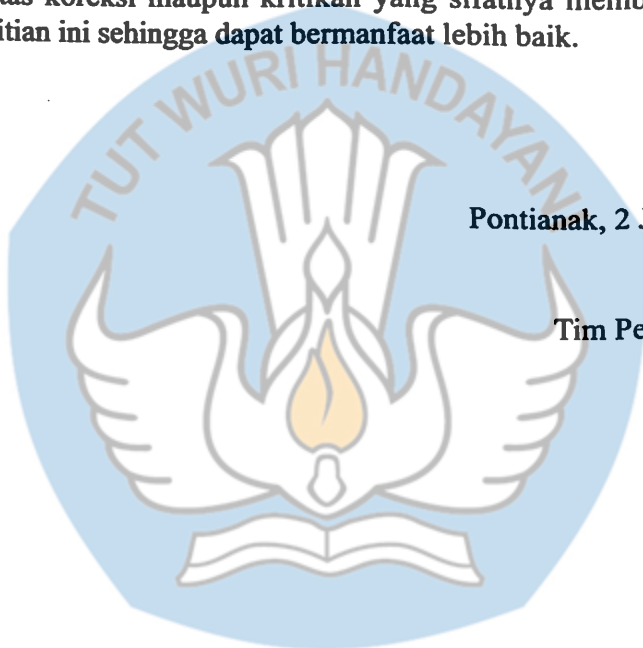 koreksi maupun kritikan yang sifatnya
itian ini sehingga dapat bermanfaat lebih baik.
TUT WURI HANDAYAN
Pontianak, 2
Tim Pe